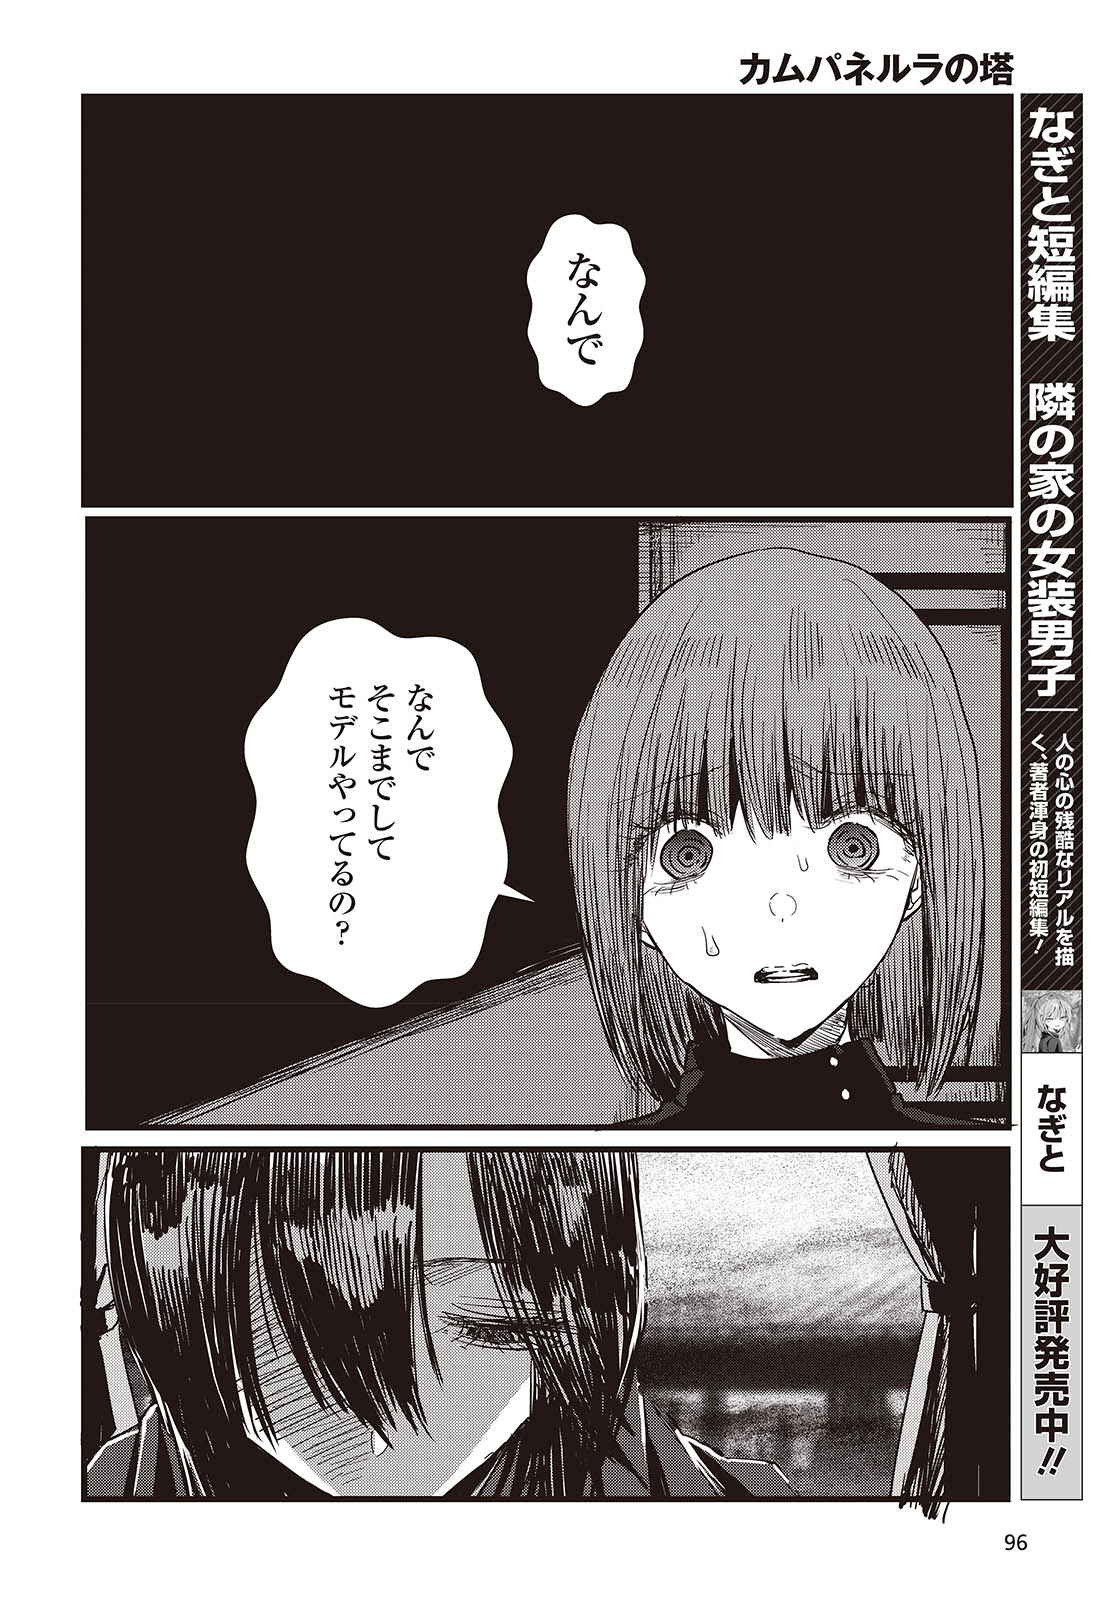 カムパネルラの塔
なぎと短編集　隣の家の女装男子
人の心の残酷なリアルを描
く、著者渾身の初短編集！
なぎと
大好評発売中!!
なんで
なんで
そこまでして
モデルやってるの？
96